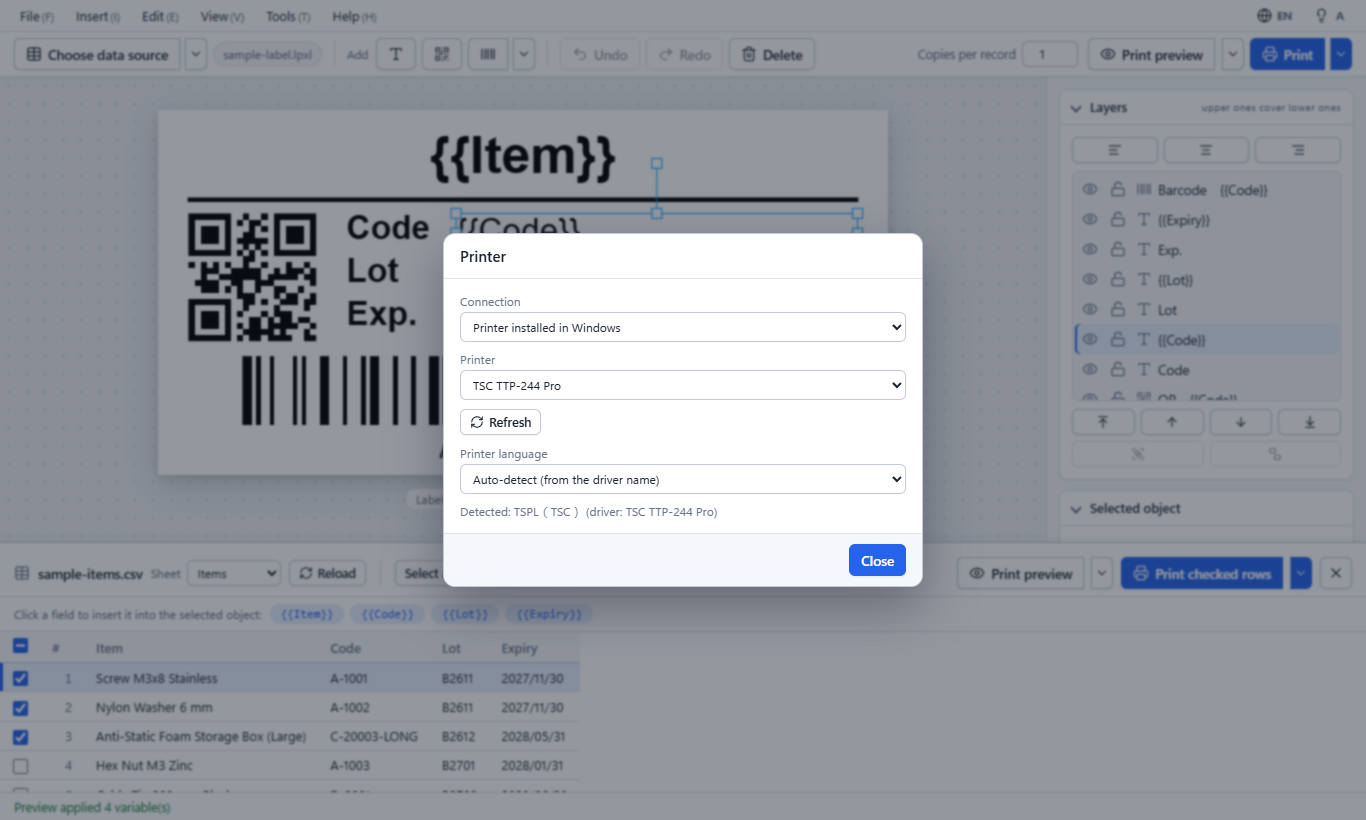 File(F) Insert(I) Edit(E) View(V) Tools(T) Help(H) EN A
Choose data source sample-label.lpxl Add Undo Redo Delete Copies per record 1 Print preview Print
Layers upper ones cover lower ones
{{Item}}
Code {{Code}}
Lot
Exp.
Label
Barcode {{Code}}
{{Expiry}}
Exp.
{{Lot}}
Lot
{{Code}}
Code
QR {{Code}}
Selected object
Printer
Connection
Printer installed in Windows
Printer
TSC TTP-244 Pro
Refresh
Printer language
Auto-detect (from the driver name)
Detected: TSPL ( TSC ) (driver: TSC TTP-244 Pro)
Close
sample-items.csv Sheet Items Reload Select Print preview Print checked rows
Click a field to insert it into the selected object: {{Item}} {{Code}} {{Lot}} {{Expiry}}
# Item Code Lot Expiry
1 Screw M3x8 Stainless A-1001 B2611 2027/11/30
2 Nylon Washer 6 mm A-1002 B2611 2027/11/30
3 Anti-Static Foam Storage Box (Large) C-20003-LONG B2612 2028/05/31
4 Hex Nut M3 Zinc A-1003 B2701 2028/01/31
Preview applied 4 variable(s)